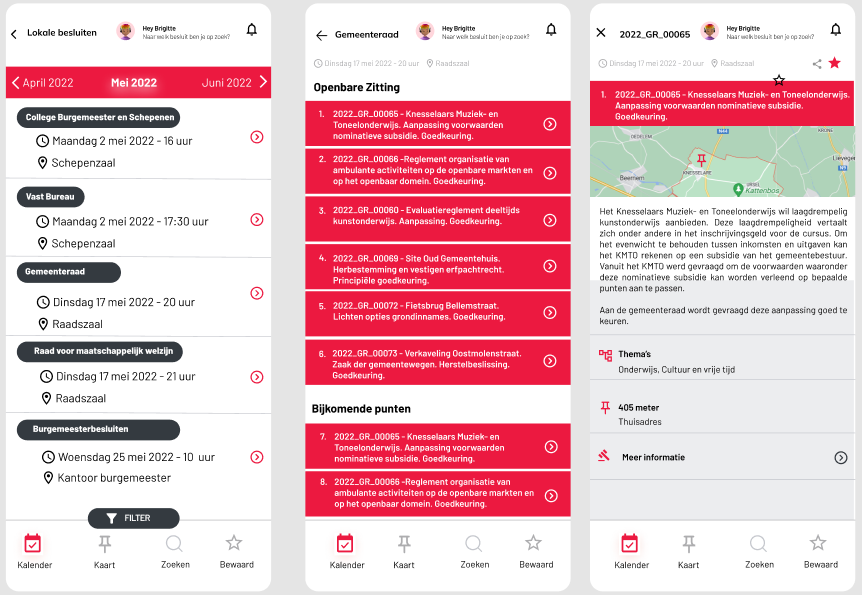 Lokale besluiten
Hey Brigitte
Naar welk besluit ben je op zoek?
April 2022
Mei 2022
Juni 2022
College Burgemeester en Schepenen
Maandag 2 mei 2022 - 16 uur
Schepenzaal
Vast Bureau
Maandag 2 mei 2022 - 17:30 uur
Schepenzaal
Gemeenteraad
Dinsdag 17 mei 2022 - 20 uur
Raadszaal
Raad voor maatschappelijk welzijn
Dinsdag 17 mei 2022 - 21 uur
Raadszaal
Burgemeesterbesluiten
Woensdag 25 mei 2022 - 10 uur
Kantoor burgemeester
FILTER
Kalender
Kaart
Zoeken
Bewaard
Gemeenteraad
Hey Brigitte
Naar welk besluit ben je op zoek?
Dinsdag 17 mei 2022 - 20 uur
Raadszaal
Openbare Zitting
1. 2022_GR_00065 - Knesselaars Muziek- en
Toneelonderwijs. Aanpassing voorwaarden
nominatieve subsidie. Goedkeuring.
2. 2022_GR_00066 -Reglement organisatie van
ambulante activiteiten op de openbare markten en
op het openbaar domein. Goedkeuring.
3. 2022_GR_00060 - Evaluatiereglement deeltijds
kunstonderwijs. Aanpassing. Goedkeuring.
4. 2022_GR_00069 - Site Oud Gemeentehuis.
Herbestemming en vestigen erfpachtrecht.
Principiële goedkeuring.
5. 2022_GR_00072 - Fietsbrug Bellemstraat.
Lichten opties grondinnames. Goedkeuring.
6. 2022_GR_00073 - Verkaveling Oostmolenstraat.
Zaak der gemeentewegen. Herstelbeslissing.
Goedkeuring.
Bijkomende punten
7. 2022_GR_00065 - Knesselaars Muziek- en
Toneelonderwijs. Aanpassing voorwaarden
nominatieve subsidie. Goedkeuring.
8. 2022_GR_00066 -Reglement organisatie van
ambulante activiteiten op de openbare markten en
op het openbaar domein. Goedkeuring.
Kalender
Kaart
Zoeken
Bewaard
2022_GR_00065
Hey Brigitte
Naar welk besluit ben je op zoek?
Dinsdag 17 mei 2022 - 20 uur
Raadszaal
1. 2022_GR_00065 - Knesselaars Muziek- en Toneelonderwijs.
Aanpassing voorwaarden nominatieve subsidie.
Goedkeuring.
N44
KRUNE
DEDELEM
Lieveger
Beernem
KNESSELARE
URSEL
Kattenbos
Het Knesselaars Muziek- en Toneelonderwijs wil laagdrempelig
kunstonderwijs aanbieden. Deze laagdrempeligheid vertaalt
zich onder andere in het inschrijvingsgeld voor de cursus. Om
het evenwicht te behouden tussen inkomsten en uitgaven kan
het KMTO rekenen op een subsidie van het gemeentebestuur.
Vanuit het KMTO werd gevraagd om de voorwaarden waaronder
deze nominatieve subsidie kan worden verleend op bepaalde
punten aan te passen.
Aan de gemeenteraad wordt gevraagd deze aanpassing goed te
keuren.
Thema's
Onderwijs, Cultuur en vrije tijd
405 meter
Thuisadres
Meer informatie
Kalender
Kaart
Zoeken
Bewaard